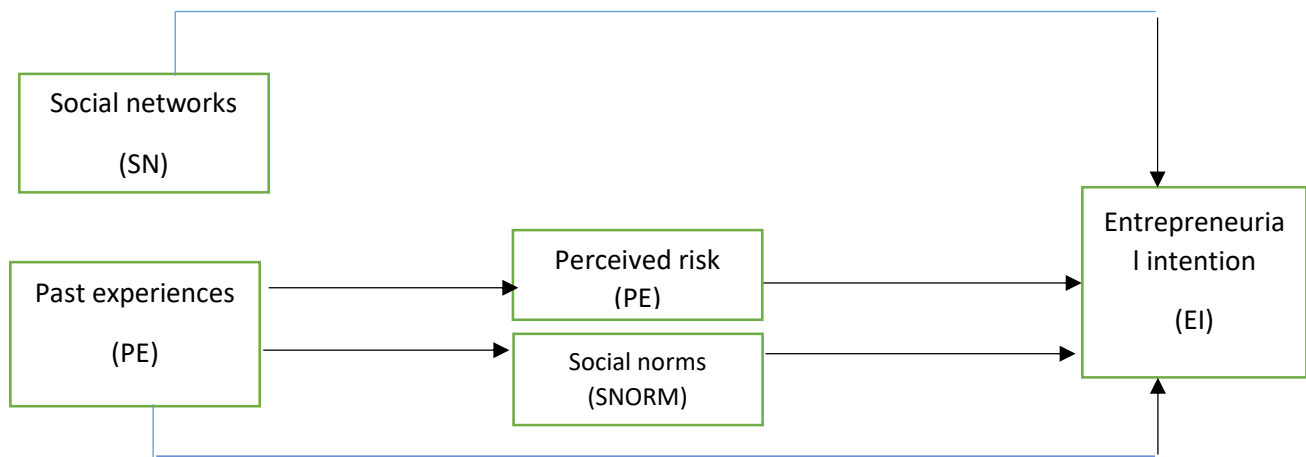 Social networks
(SN)
Past experiences
(PE)
Perceived risk
(PE)
Social norms
(SNORM)
Entrepreneuria
l intention
(EI)